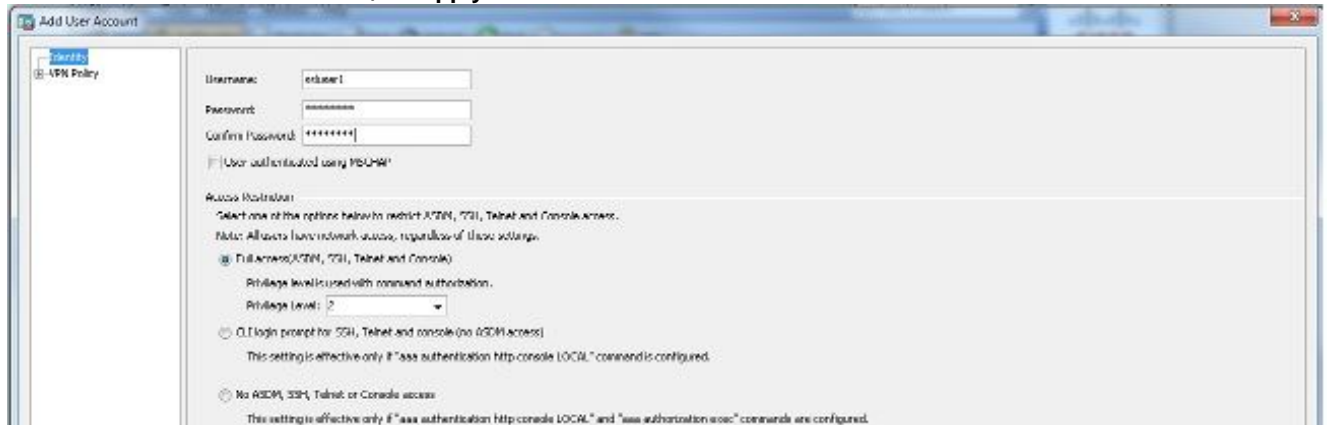 Add User Account
Identity
VPN Policy
Username:
Password:
********
Confirm Password: ********
User authenticated using MSCHAP
Access Restriction
Select one of the options below to restrict ASDM, SSH, Telnet and Console access.
Note: All users have network access, regardless of these settings.
Full access(ASDM, SSH, Telnet and Console)
Privilege level is used with command authorization.
Privilege Level: 2
CLI login prompt for SSH, Telnet and console (no ASDM access)
This setting is effective only if "aaa authentication http console LOCAL" command is configured.
No ASDM, SSH, Telnet or Console access
This setting is effective only if "aaa authentication http console LOCAL" and "aaa authorization exec" commands are configured.